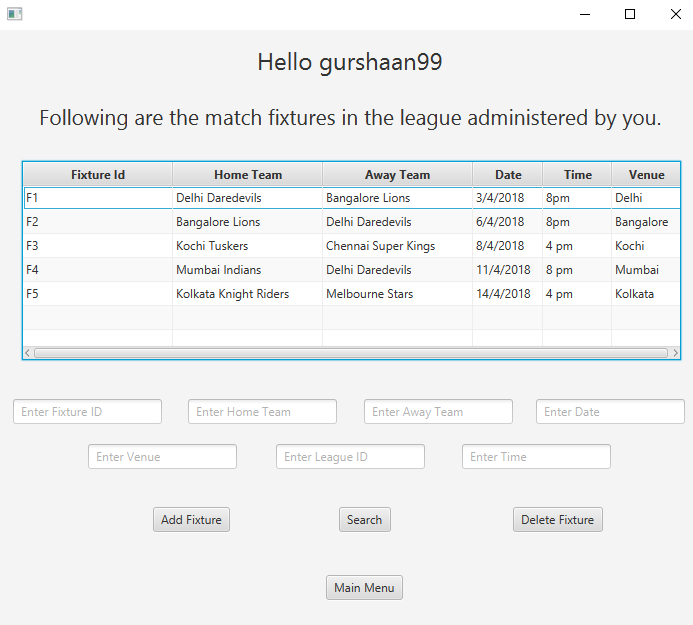 Hello gurshaan99
Following are the match fixtures in the league administered by you.
Fixture Id Home Team Away Team Date Time Venue
F1 Delhi Daredevils Bangalore Lions 3/4/2018 8pm Delhi
F2 Bangalore Lions Delhi Daredevils 6/4/2018 8pm Bangalore
F3 Kochi Tuskers Chennai Super Kings 8/4/2018 4 pm Kochi
F4 Mumbai Indians Delhi Daredevils 11/4/2018 8 pm Mumbai
F5 Kolkata Knight Riders Melbourne Stars 14/4/2018 4 pm Kolkata
Enter Fixture ID Enter Home Team Enter Away Team Enter Date
Enter Venue Enter League ID Enter Time
Add Fixture Search Delete Fixture
Main Menu